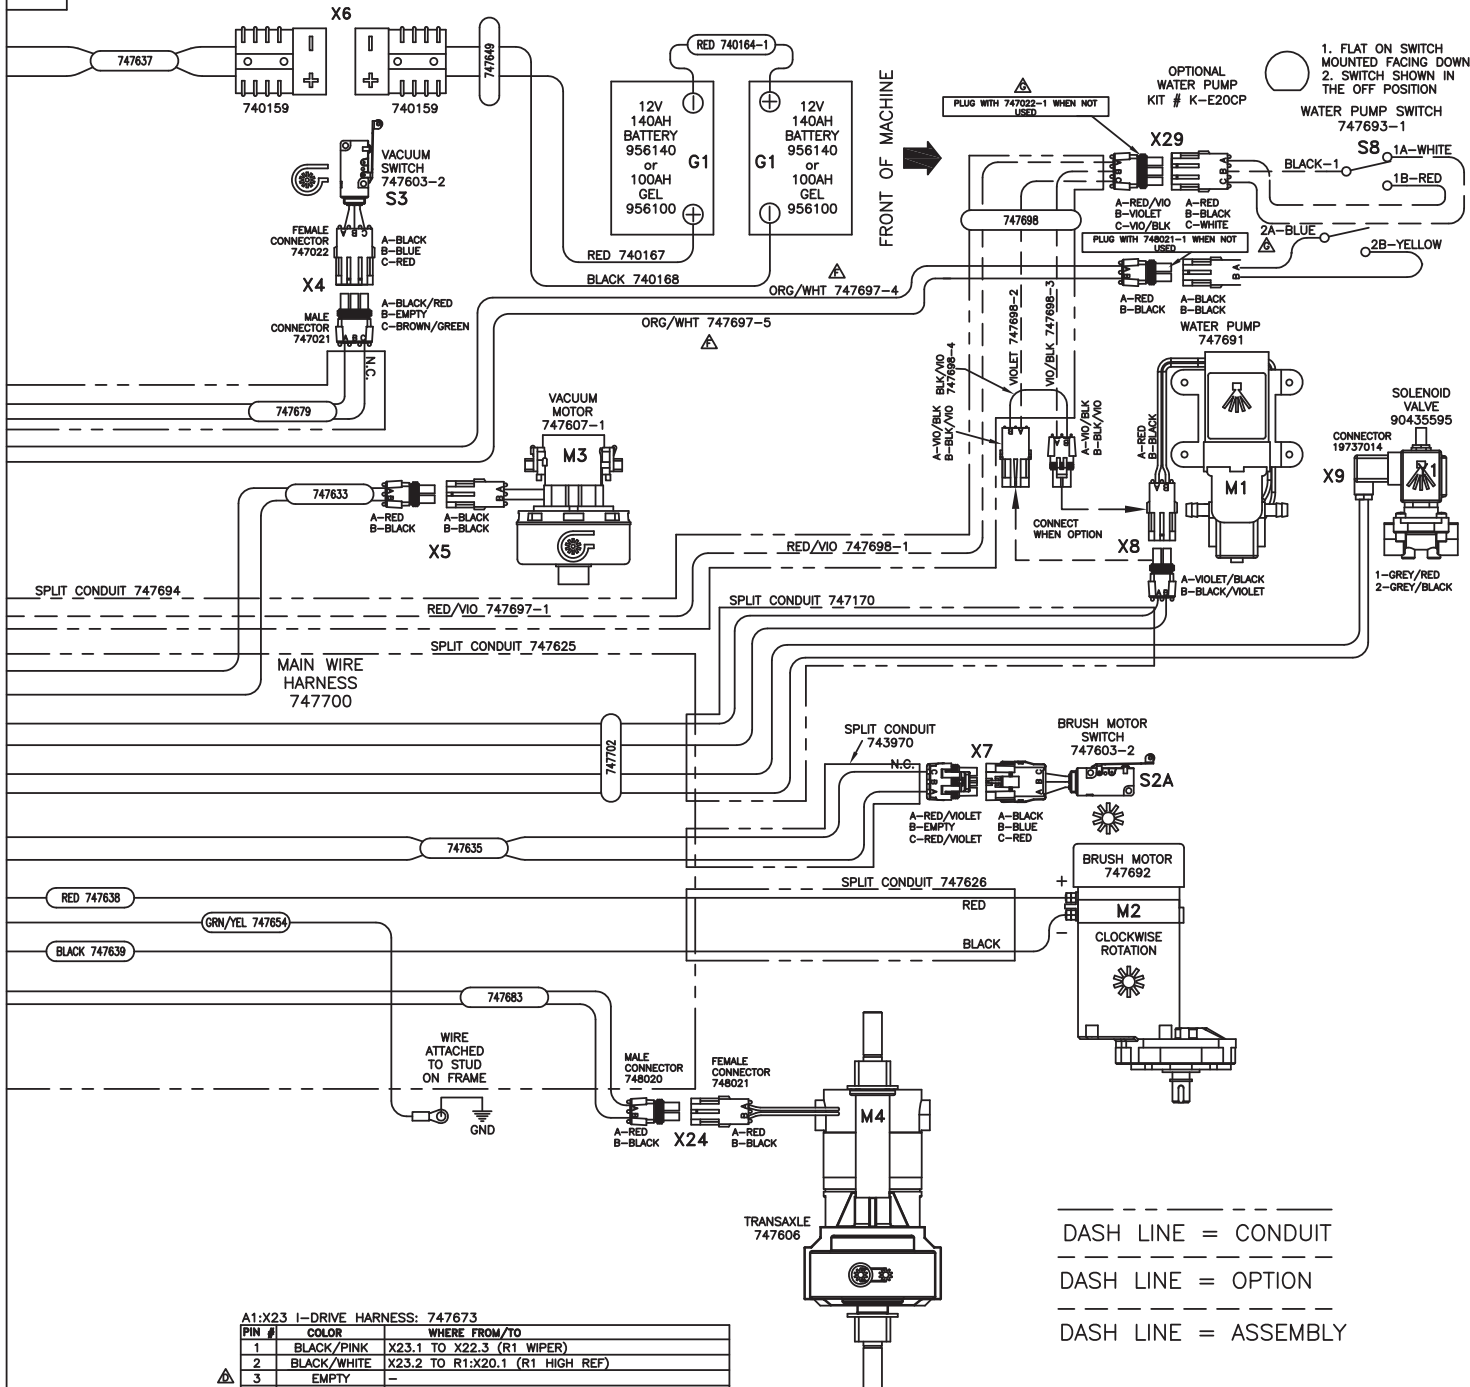 X6
747637
740159
740159
747649
RED 740164-1
12V
140AH
BATTERY
956140
or
100AH
GEL
956100
G1
G1
12V
140AH
BATTERY
956140
or
100AH
GEL
956100
RED 740167
BLACK 740168
FRONT OF MACHINE
1. FLAT ON SWITCH
MOUNTED FACING DOWN
2. SWITCH SHOWN IN
THE OFF POSITION
OPTIONAL
WATER PUMP
KIT # K-E20CP
G
PLUG WITH 747022-1 WHEN NOT
USED
WATER PUMP SWITCH
747693-1
S8
X29
BLACK-1
1A-WHITE
1B-RED
2A-BLUE
2B-YELLOW
A-RED/VIO
B-VIOLET
C-VIO/BLK
A-RED
B-BLACK
C-WHITE
PLUG WITH 748021-1 WHEN NOT
USED
G
A-RED
B-BLACK
A-BLACK
B-BLACK
747698
VACUUM
SWITCH
747603-2
S3
FEMALE
CONNECTOR
747022
A-BLACK
B-BLUE
C-RED
X4
MALE
CONNECTOR
747021
A-BLACK/RED
B-EMPTY
C-BROWN/GREEN
N.C.
747679
F
ORG/WHT 747697-4
ORG/WHT 747697-5
F
VIOLET 747698-2
VIO/BLK 747698-3
BLK/VIO
747698-4
A-VIO/BLK
B-BLK/VIO
A-VIO/BLK
B-BLK/VIO
CONNECT
WHEN OPTION
WATER PUMP
747691
A-RED
B-BLACK
M1
X8
A-VIOLET/BLACK
B-BLACK/VIOLET
SOLENOID
VALVE
90435595
CONNECTOR
19737014
X9
1
1-GREY/RED
2-GREY/BLACK
VACUUM
MOTOR
747607-1
M3
747633
A-RED
B-BLACK
A-BLACK
B-BLACK
X5
RED/VIO 747698-1
SPLIT CONDUIT 747694
RED/VIO 747697-1
SPLIT CONDUIT 747170
SPLIT CONDUIT 747625
MAIN WIRE
HARNESS
747700
747702
SPLIT CONDUIT
743970
N.C.
X7
BRUSH MOTOR
SWITCH
747603-2
S2A
A-RED/VIOLET
B-EMPTY
C-RED/VIOLET
A-BLACK
B-BLUE
C-RED
747635
BRUSH MOTOR
747692
+
M2
−
CLOCKWISE
ROTATION
SPLIT CONDUIT 747626
RED
BLACK
RED 747638
GRN/YEL 747654
BLACK 747639
747683
WIRE
ATTACHED
TO STUD
ON FRAME
GND
MALE
CONNECTOR
748020
FEMALE
CONNECTOR
748021
A-RED
B-BLACK
X24
A-RED
B-BLACK
M4
TRANSAXLE
747606
DASH LINE = CONDUIT
DASH LINE = OPTION
DASH LINE = ASSEMBLY
A1:X23 I-DRIVE HARNESS: 747673
PIN # COLOR WHERE FROM/TO
1 BLACK/PINK X23.1 TO X22.3 (R1 WIPER)
2 BLACK/WHITE X23.2 TO R1:X20.1 (R1 HIGH REF)
D 3 EMPTY −